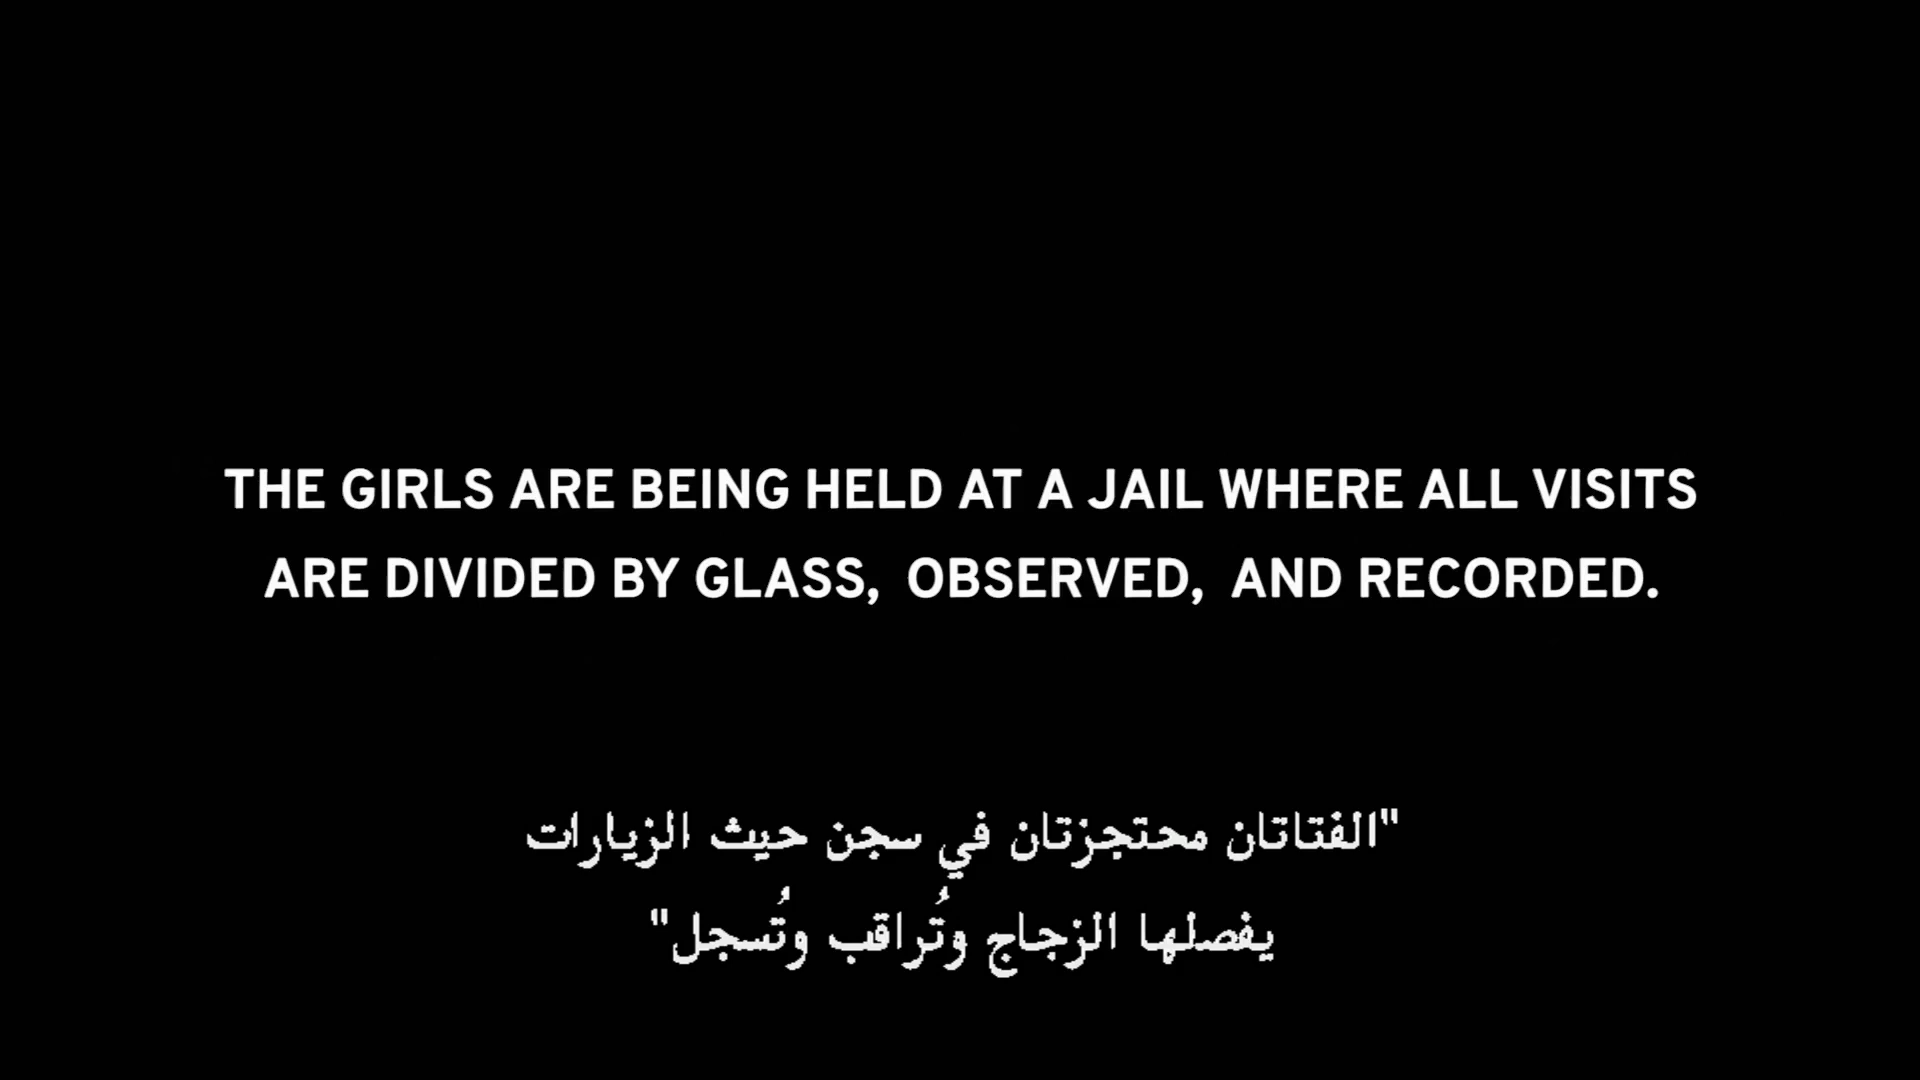 THE GIRLS ARE BEING HELD AT A JAIL WHERE ALL VISITS
ARE DIVIDED BY GLASS, OBSERVED, AND RECORDED.
"الفتاتان محتجزتان في سجن حيث الزيارات
يفصلها الزجاج وتُراقب وتُسجل"